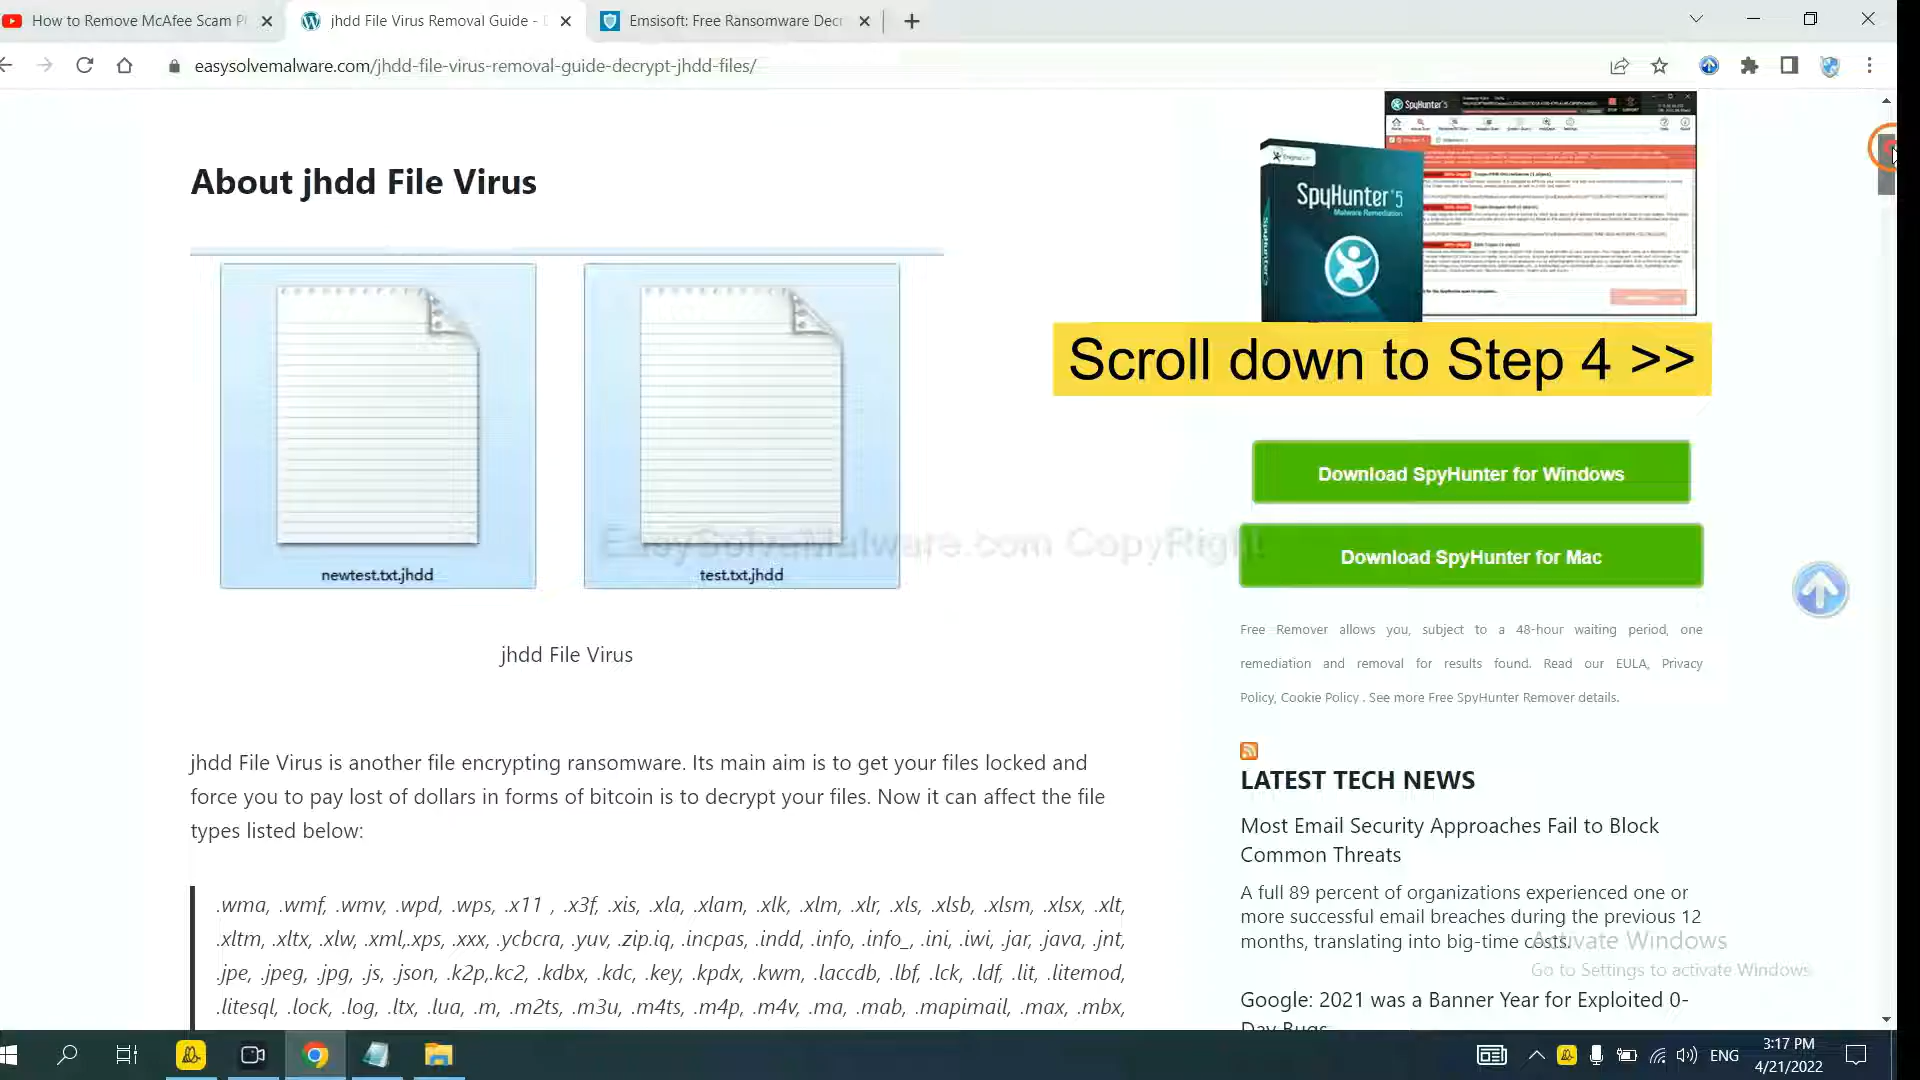 How to Remove McAfee Scam P
jhdd File Virus Removal Guide -
Emsisoft: Free Ransomware Decr
easysolvemalware.com/jhdd-file-virus-removal-guide-decrypt-jhdd-files/
About jhdd File Virus
newtest.txt.jhdd
test.txt.jhdd
jhdd File Virus
jhdd File Virus is another file encrypting ransomware. Its main aim is to get your files locked and
force you to pay lost of dollars in forms of bitcoin is to decrypt your files. Now it can affect the file
types listed below:
.wma, .wmf, .wmv, .wpd, .wps, .x11 , .x3f, .xis, .xla, .xlam, .xlk, .xlm, .xlr, .xls, .xlsb, .xlsm, .xlsx, .xlt,
.xltm, .xltx, .xlw, .xml,.xps, .xxx, .ycbcra, .yuv, .zip.iq, .incpas, .indd, .info, .info_, .ini, .iwi, .jar, .java, .jnt,
.jpe, .jpeg, .jpg, .js, .json, .k2p,.kc2, .kdbx, .kdc, .key, .kpdx, .kwm, .laccdb, .lbf, .lck, .ldf, .lit, .litemod,
.litesql, .lock, .log, .ltx, .lua, .m, .m2ts, .m3u, .m4ts, .m4p, .m4v, .ma, .mab, .mapimail, .max, .mbx,
EasySolveMalware.com CopyRight
SpyHunter 5
SpyHunter 5
Malware Remediation
Scroll down to Step 4 >>
Download SpyHunter for Windows
Download SpyHunter for Mac
Free Remover allows you, subject to a 48-hour waiting period, one
remediation and removal for results found. Read our EULA, Privacy
Policy, Cookie Policy . See more Free SpyHunter Remover details.
LATEST TECH NEWS
Most Email Security Approaches Fail to Block
Common Threats
A full 89 percent of organizations experienced one or
more successful email breaches during the previous 12
months, translating into big-time costs.
Google: 2021 was a Banner Year for Exploited 0-
Day Bugs
Activate Windows
Go to Settings to activate Windows.
ENG
3:17 PM
4/21/2022